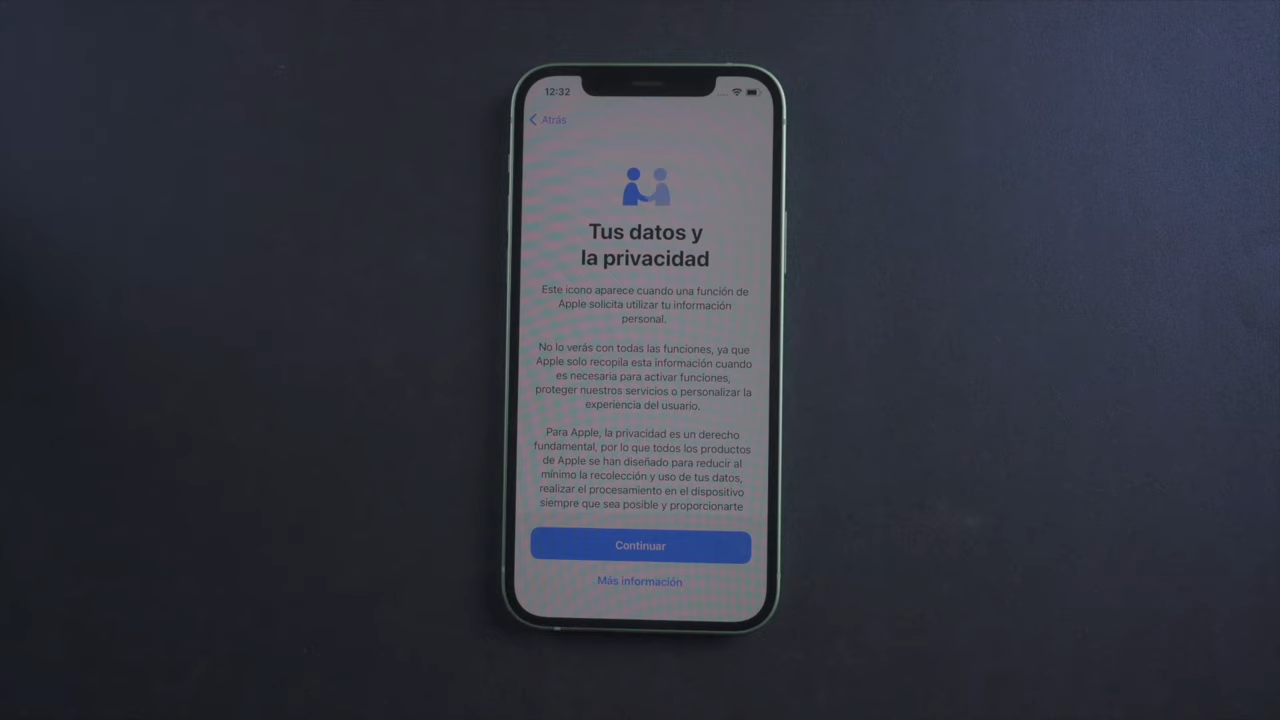 12:32
Atrás
Tus datos y
la privacidad
Este icono aparece cuando una función de
Apple solicita utilizar tu información
personal.
No lo verás con todas las funciones, ya que
Apple solo recopila esta información cuando
es necesaria para activar funciones,
proteger nuestros servicios o personalizar la
experiencia del usuario.
Para Apple, la privacidad es un derecho
fundamental, por lo que todos los productos
de Apple se han diseñado para reducir al
mínimo la recolección y uso de tus datos,
realizar el procesamiento en el dispositivo
siempre que sea posible y proporcionarte
Continuar
Más información